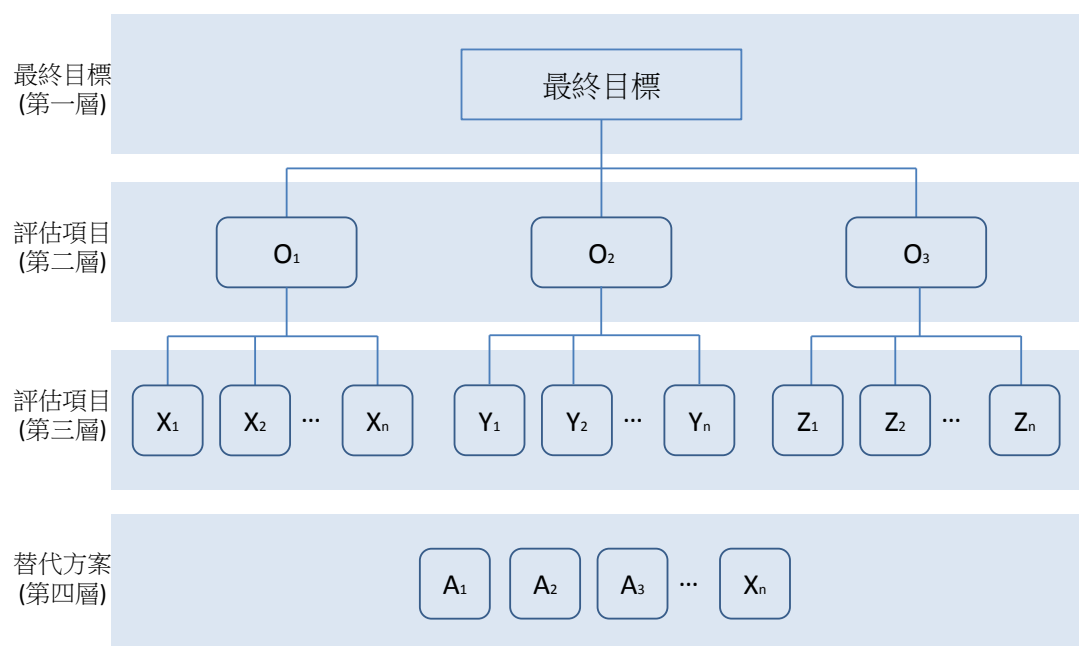 最終目標
(第一層)
最終目標
評估項目
(第二層)
O₁
O₂
O₃
評估項目
(第三層)
X₁
X₂
...
Xₙ
Y₁
Y₂
...
Yₙ
Z₁
Z₂
...
Zₙ
替代方案
(第四層)
A₁
A₂
A₃
...
Xₙ